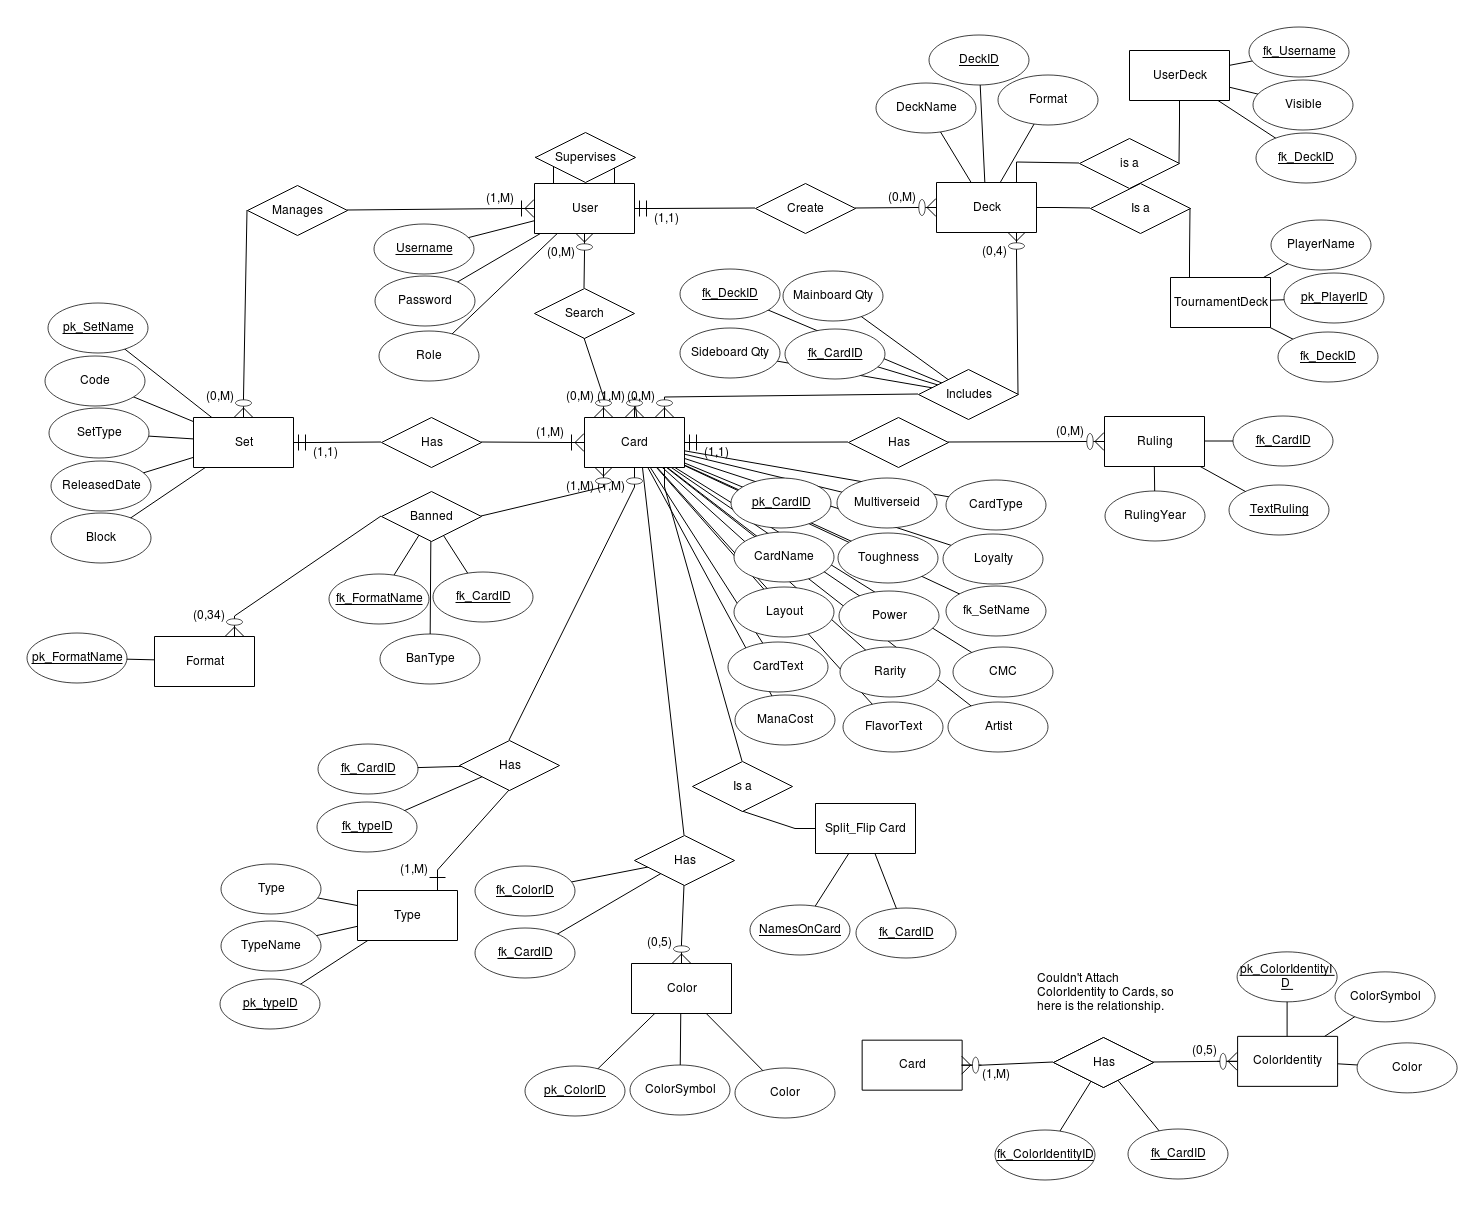 fk_Username
UserDeck
DeckID
Visible
DeckName
Format
fk_DeckID
is a
Supervises
Manages
(1,M)
User
(1,1)
Create
(0,M)
Deck
Is a
Username
(0,M)
(0,4)
PlayerName
Password
fk_DeckID
Mainboard Qty
pk_PlayerID
TournamentDeck
Search
pk_SetName
Role
Sideboard Qty
fk_CardID
fk_DeckID
Code
(0,M)
(0,M)
(1,M)
(0,M)
Includes
SetType
Set
(1,1)
Has
(1,M)
Card
(1,1)
Has
(0,M)
Ruling
fk_CardID
ReleasedDate
(1,M)
(1,M)
pk_CardID
Multiverseid
CardType
RulingYear
TextRuling
Block
Banned
CardName
Toughness
Loyalty
fk_FormatName
fk_CardID
Layout
Power
fk_SetName
(0,34)
pk_FormatName
Format
BanType
CardText
Rarity
CMC
ManaCost
FlavorText
Artist
fk_CardID
Has
Is a
fk_typeID
Split_Flip Card
(1,M)
Has
Type
fk_ColorID
Type
NamesOnCard
fk_CardID
TypeName
(0,5)
fk_CardID
pk_typeID
Color
Couldn't Attach
ColorIdentity to Cards, so
here is the relationship.
pk_ColorIdentityI
D
ColorSymbol
Card
(1,M)
Has
(0,5)
ColorIdentity
Color
pk_ColorID
ColorSymbol
Color
fk_ColorIdentityID
fk_CardID